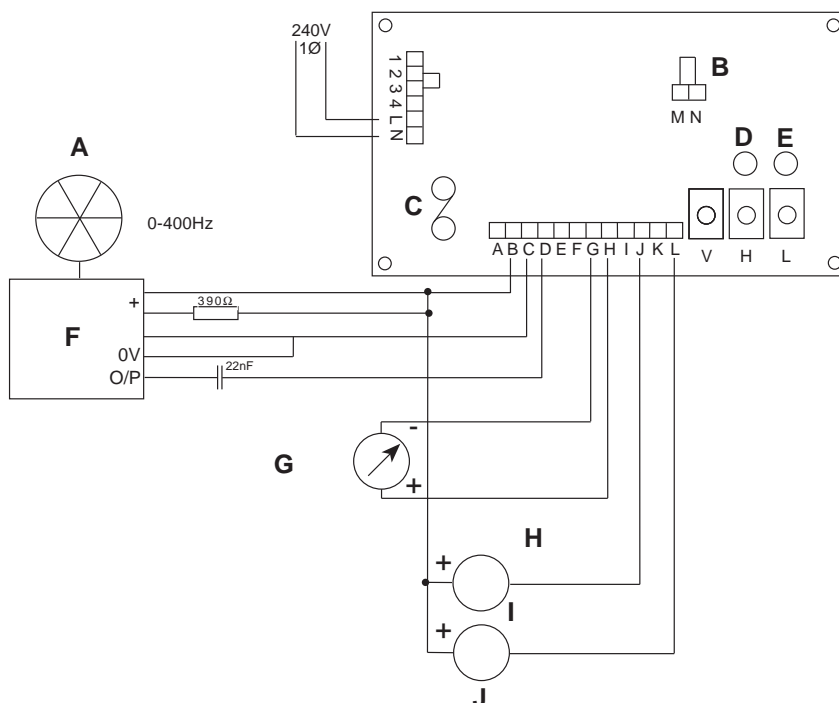 240V
1Ø
1
2
3
4
L
N
B
M N
A
D E
C
0-400Hz
A B C D E F G H I J K L
V H L
+
390Ω
F
0V
O/P
22nF
-
G
+
H
+
I
+
J